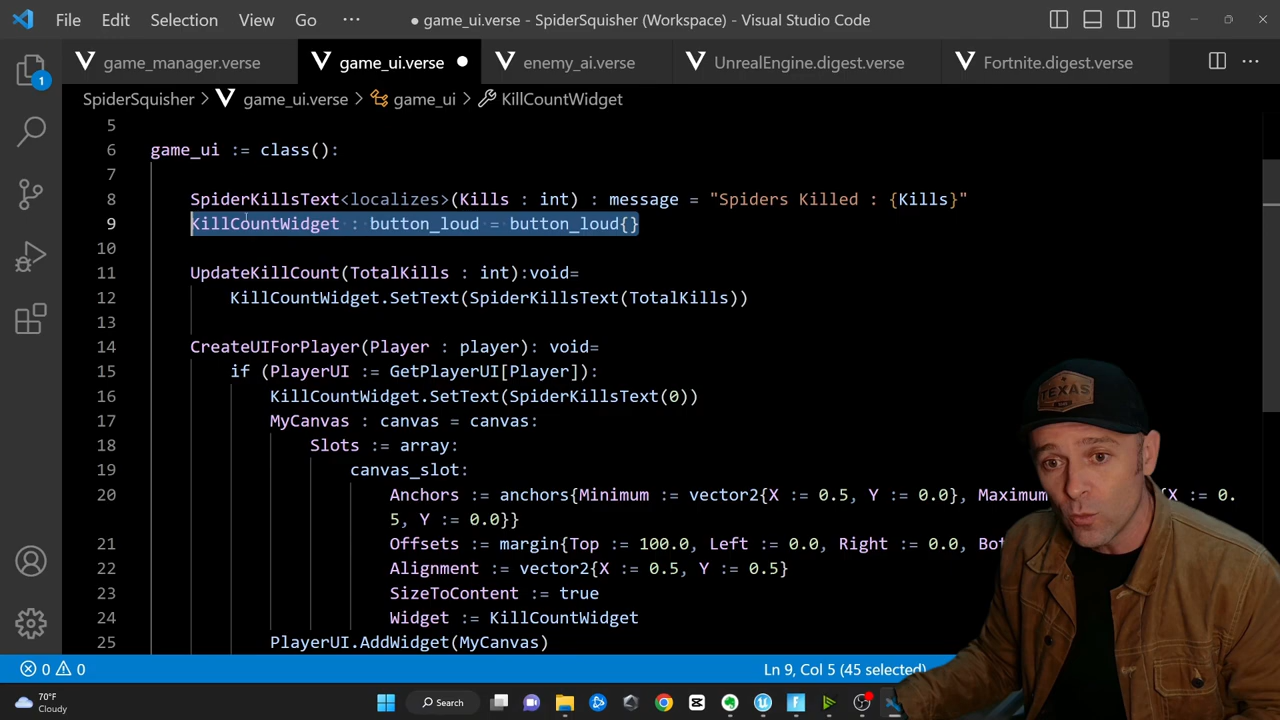 File Edit Selection View Go ··· ● game_ui.verse - SpiderSquisher (Workspace) - Visual Studio Code
game_manager.verse game_ui.verse ● enemy_ai.verse UnrealEngine.digest.verse Fortnite.digest.verse ···
1
SpiderSquisher > game_ui.verse > game_ui > KillCountWidget
5
6 game_ui := class():
7
8 SpiderKillsText<localizes>(Kills : int) : message = "Spiders Killed : {Kills}"
9 KillCountWidget : button_loud = button_loud{}
10
11 UpdateKillCount(TotalKills : int):void=
12 KillCountWidget.SetText(SpiderKillsText(TotalKills))
13
14 CreateUIForPlayer(Player : player): void=
15 if (PlayerUI := GetPlayerUI[Player]):
16 KillCountWidget.SetText(SpiderKillsText(0))
17 MyCanvas : canvas = canvas:
18 Slots := array:
19 canvas_slot:
20 Anchors := anchors{Minimum := vector2{X := 0.5, Y := 0.0}, Maximum {X := 0.
5, Y := 0.0}}
21 Offsets := margin{Top := 100.0, Left := 0.0, Right := 0.0, Bot
22 Alignment := vector2{X := 0.5, Y := 0.5}
23 SizeToContent := true
24 Widget := KillCountWidget
25 PlayerUI.AddWidget(MyCanvas)
0 0 Ln 9, Col 5 (45 selected)
TEXAS
70°F
Cloudy
Search